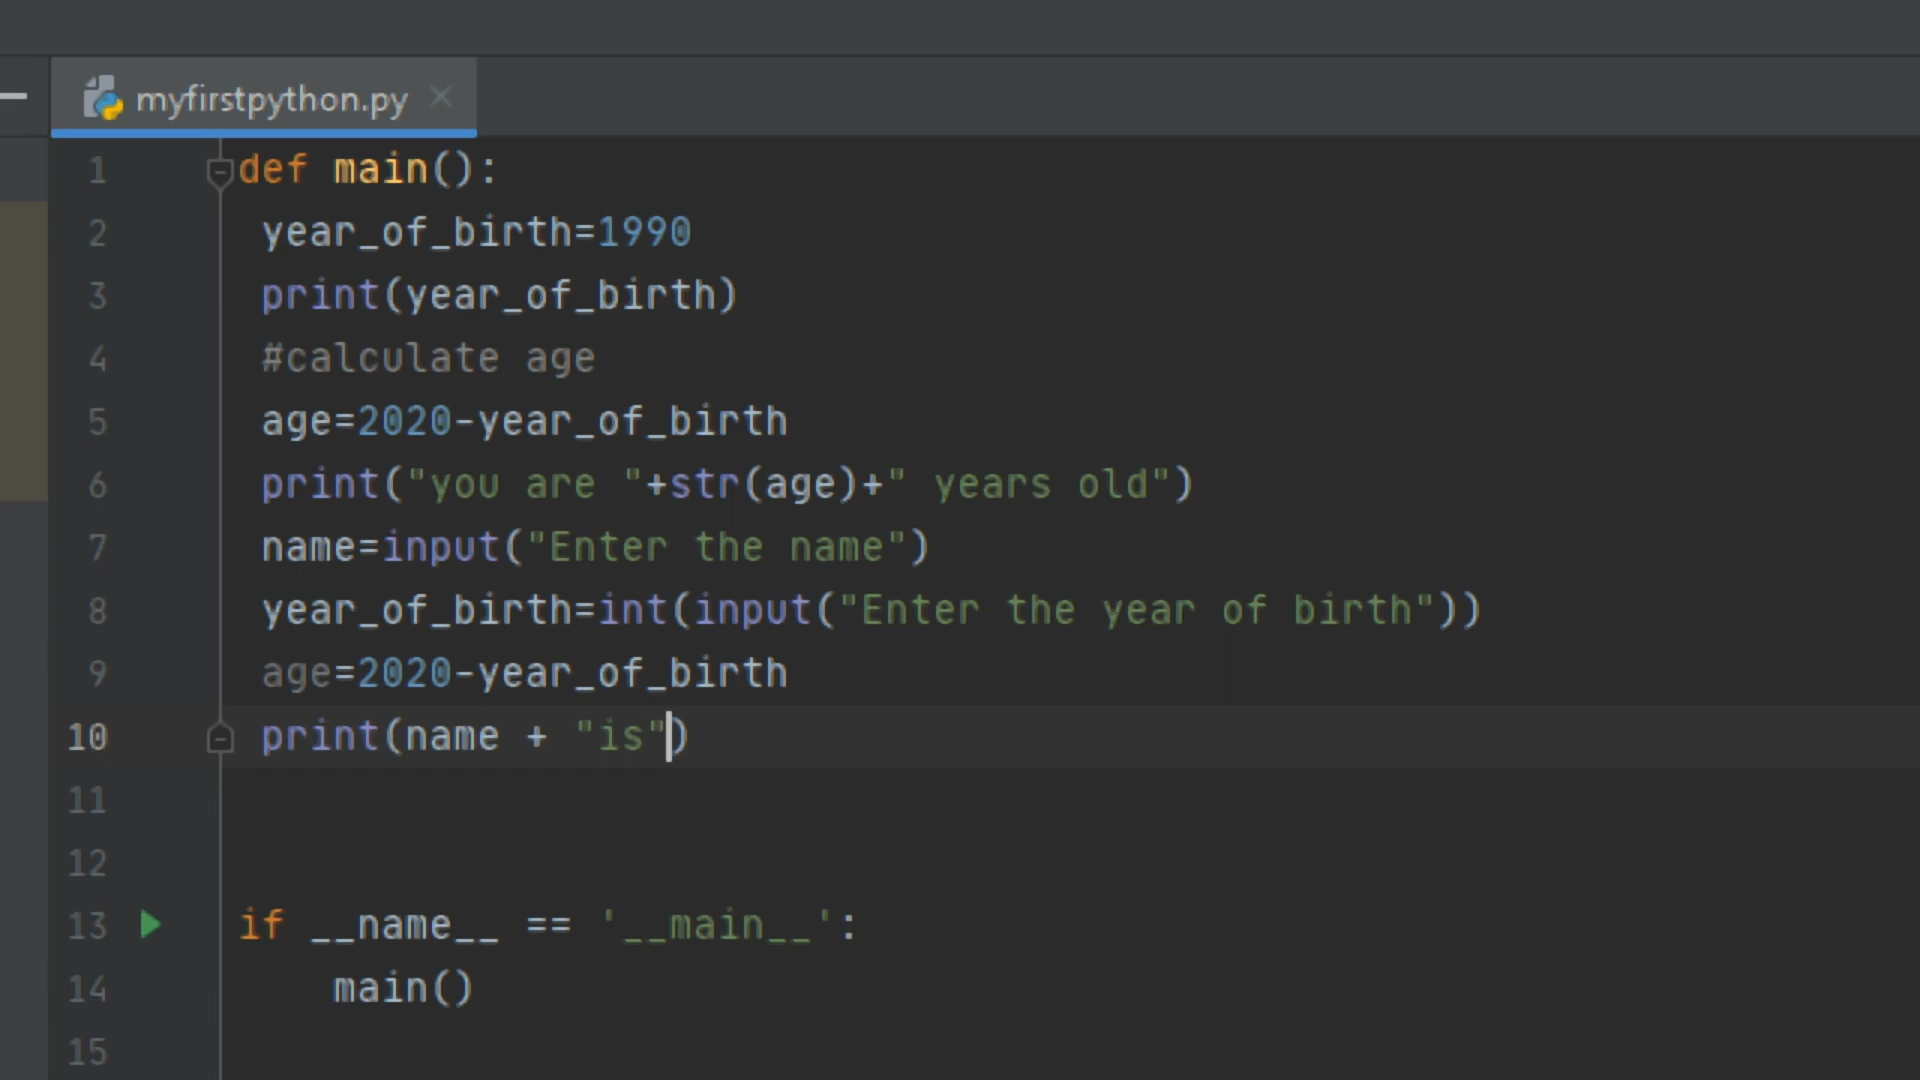 myfirstpython.py
1 def main():
2 year_of_birth=1990
3 print(year_of_birth)
4 #calculate age
5 age=2020-year_of_birth
6 print("you are "+str(age)+" years old")
7 name=input("Enter the name")
8 year_of_birth=int(input("Enter the year of birth"))
9 age=2020-year_of_birth
10 print(name + "is")
11
12
13 if __name__ == '__main__':
14 main()
15